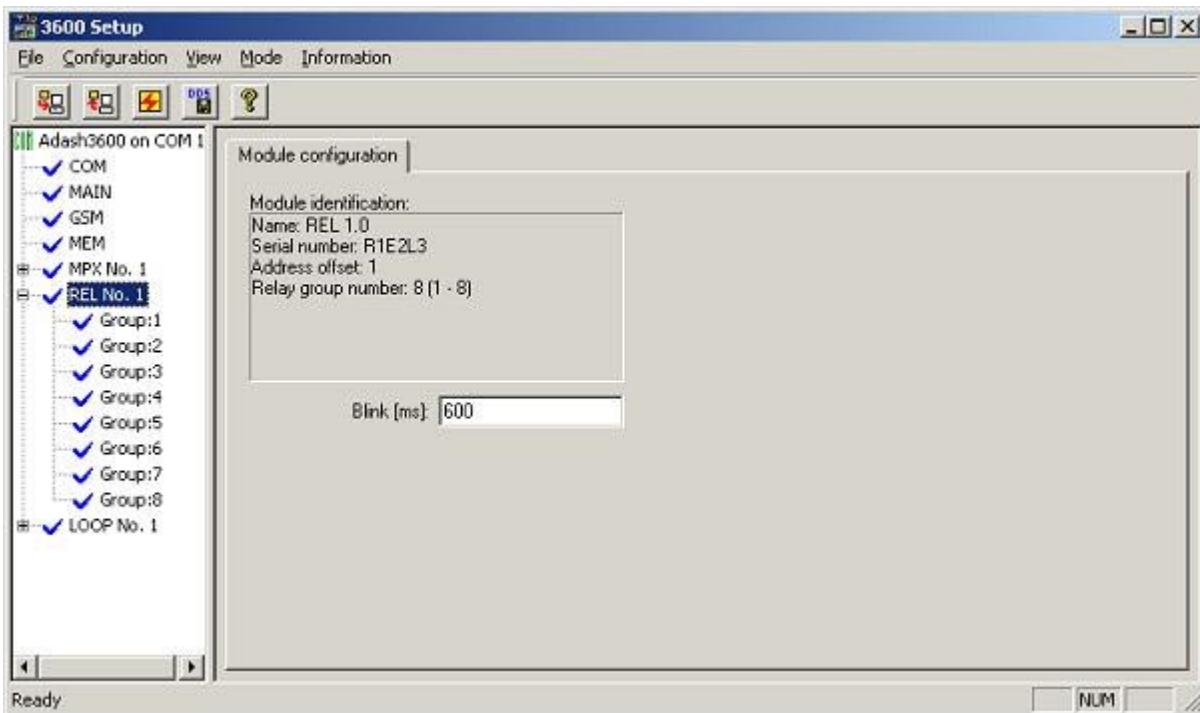 3600 Setup
File Configuration View Mode Information
DDS
Adash3600 on COM 1
COM
MAIN
GSM
MEM
MPX No. 1
REL No. 1
Group:1
Group:2
Group:3
Group:4
Group:5
Group:6
Group:7
Group:8
LOOP No. 1
Module configuration
Module identification:
Name: REL 1.0
Serial number: R1E2L3
Address offset: 1
Relay group number: 8 (1 - 8)
Blink [ms]: 600
Ready
NUM